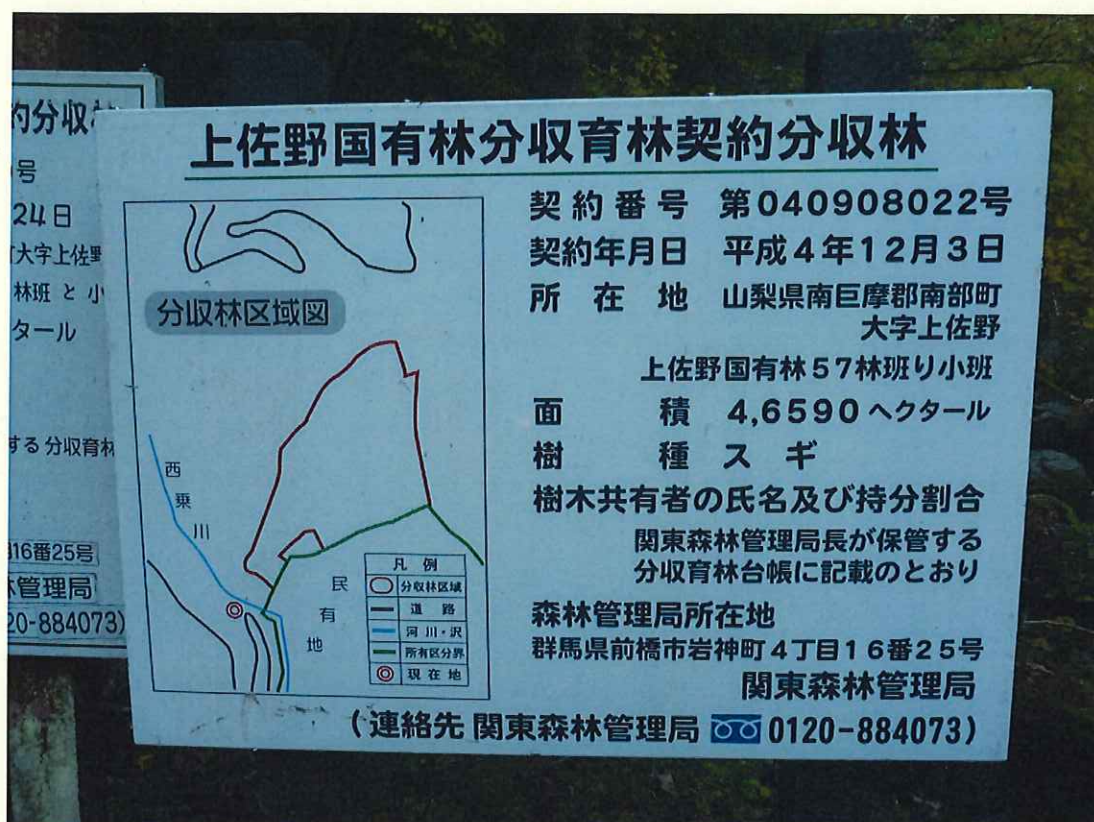 約分収
号
24日
大字上佐野
林班 と 小
タール
する 分収育林
16番25号
林管理局
20-884073)
上佐野国有林分収育林契約分収林
分収林区域図
西乗川
民有地
凡 例
分収林区域
道 路
河 川・沢
所有区分界
現 在 地
契約番号 第040908022号
契約年月日 平成4年12月3日
所在地 山梨県南巨摩郡南部町
大字上佐野
上佐野国有林57林班り小班
面積 4,6590ヘクタール
樹種 スギ
樹木共有者の氏名及び持分割合
関東森林管理局長が保管する
分収育林台帳に記載のとおり
森林管理局所在地
群馬県前橋市岩神町4丁目16番25号
関東森林管理局
(連絡先 関東森林管理局 0120-884073)